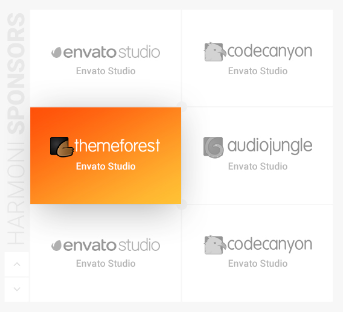 HARMONI SPONSORS
envato studio
Envato Studio
codecanyon
Envato Studio
themeforest
Envato Studio
audiojungle
Envato Studio
envato studio
Envato Studio
codecanyon
Envato Studio